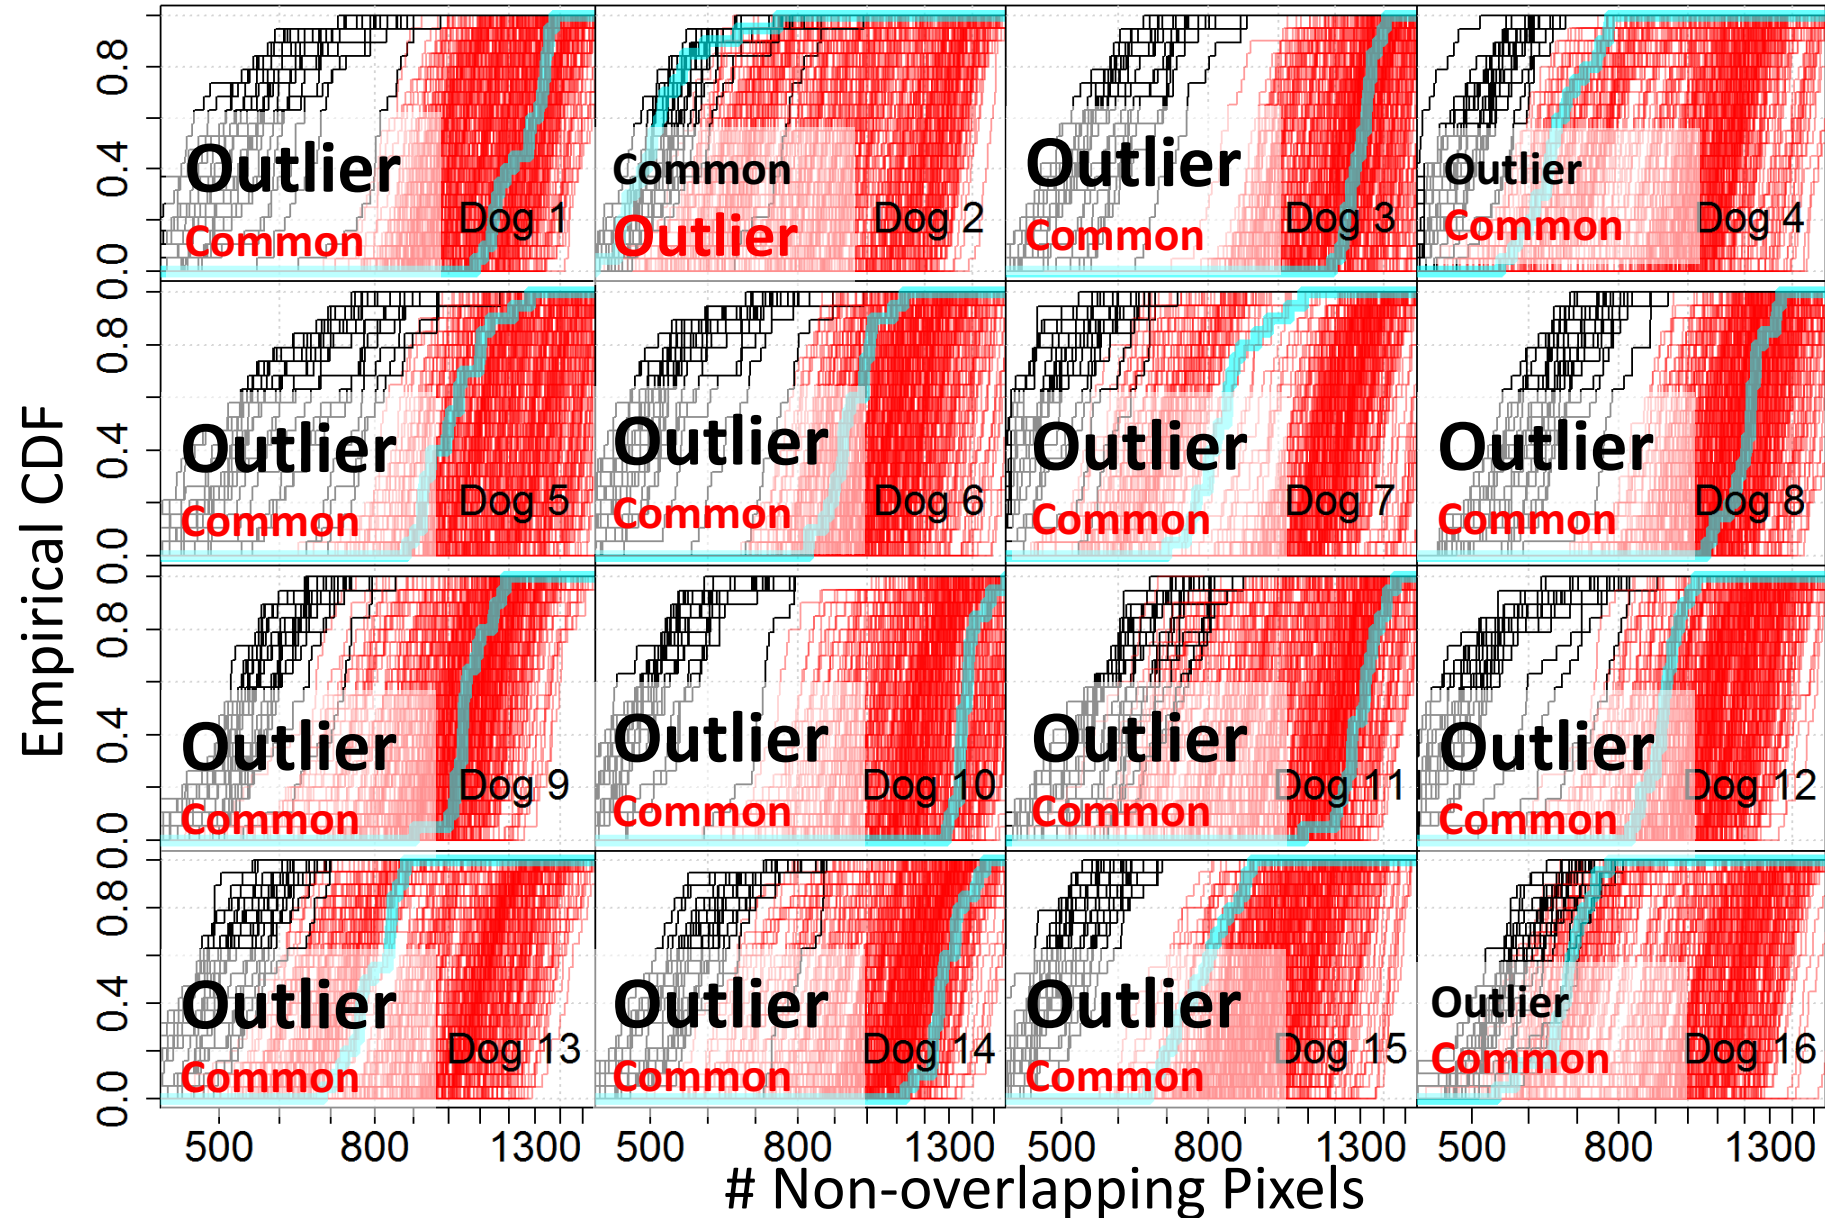 Empirical CDF
0.8
0.4
0.0
Outlier
Common
Dog 1
Common
Outlier
Dog 2
Outlier
Common
Dog 3
Outlier
Common
Dog 4
0.8
0.4
0.0
Outlier
Common
Dog 5
Outlier
Common
Dog 6
Outlier
Common
Dog 7
Outlier
Common
Dog 8
0.8
0.4
0.0
Outlier
Common
Dog 9
Outlier
Common
Dog 10
Outlier
Common
Dog 11
Outlier
Common
Dog 12
0.8
0.4
0.0
Outlier
Common
Dog 13
Outlier
Common
Dog 14
Outlier
Common
Dog 15
Outlier
Common
Dog 16
500 800 1300 500 800 1300 500 800 1300 500 800 1300
# Non-overlapping Pixels